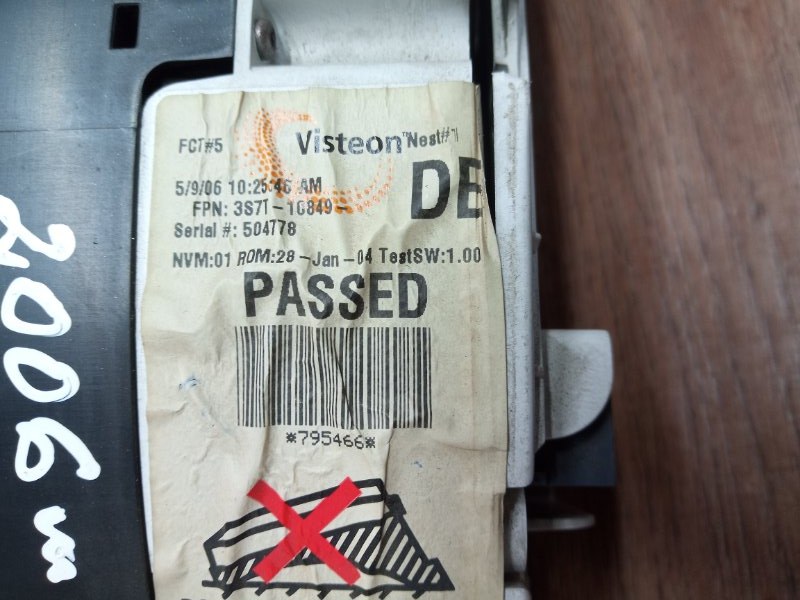 FCT#5 Visteon™ Nest#1
5/9/06 10:25:46 AM DE
FPN: 3S7T-10849-
Serial #: 504778
NVM:01 ROM:28-Jan-04 TestSW:1.00
PASSED
*795466*
2006